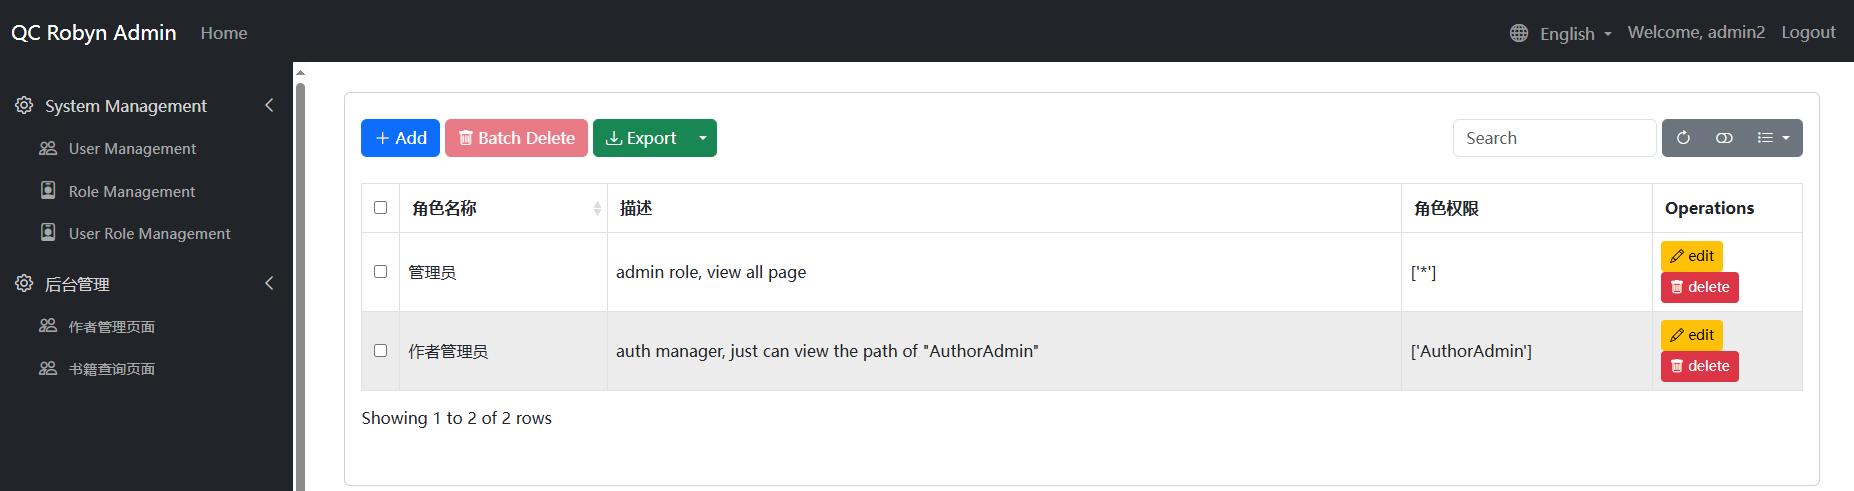 QC Robyn Admin Home English Welcome, admin2 Logout
System Management
User Management
Role Management
User Role Management
后台管理
作者管理页面
书籍查询页面
Add Batch Delete Export Search
角色名称 描述 角色权限 Operations
管理员 admin role, view all page ['*'] edit
delete
作者管理员 auth manager, just can view the path of "AuthorAdmin" ['AuthorAdmin'] edit
delete
Showing 1 to 2 of 2 rows